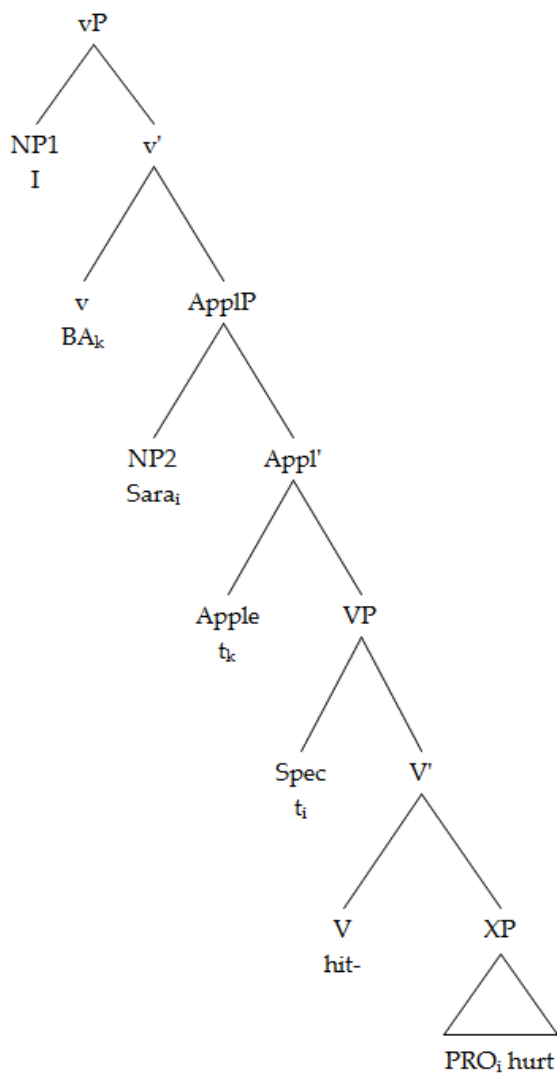 vP
NP1 v'
I
v ApplP
BAₖ
NP2 Appl'
Saraᵢ
Apple VP
tₖ
Spec V'
tᵢ
V XP
hit-
PROᵢ hurt